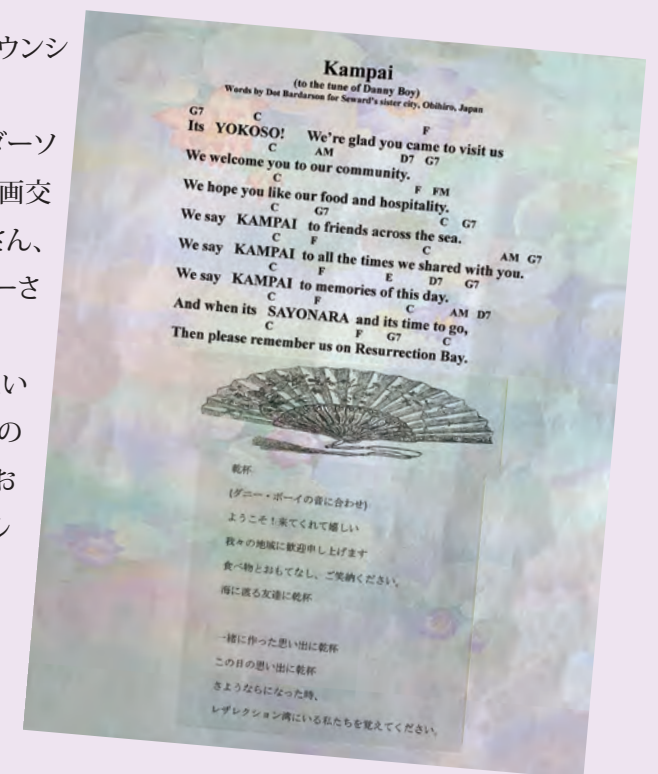 ウンシ
ダーソ
画交
さん、
ーさ
い
の
お
Kampai
(to the tune of Danny Boy)
Words by Dot Bardarson for Seward's sister city, Obihiro, Japan
G7 C F
Its YOKOSO! We're glad you came to visit us
C AM D7 G7
We welcome you to our community.
C F FM
We hope you like our food and hospitality.
C G7 C G7
We say KAMPAI to friends across the sea.
C F C AM G7
We say KAMPAI to all the times we shared with you.
C F E D7 G7
We say KAMPAI to memories of this day.
C F C AM D7
And when its SAYONARA and its time to go,
C F G7 C
Then please remember us on Resurrection Bay.
乾杯
(ダニー・ボーイの音に合わせ)
ようこそ！来てくれて嬉しい
我々の地域に歓迎申し上げます
食べ物とおもてなし、ご笑納ください。
海に渡る友達に乾杯
一緒に作った思い出に乾杯
この日の思い出に乾杯
さようならになった時、
レザレクション湾にいる私たちを覚えてください。